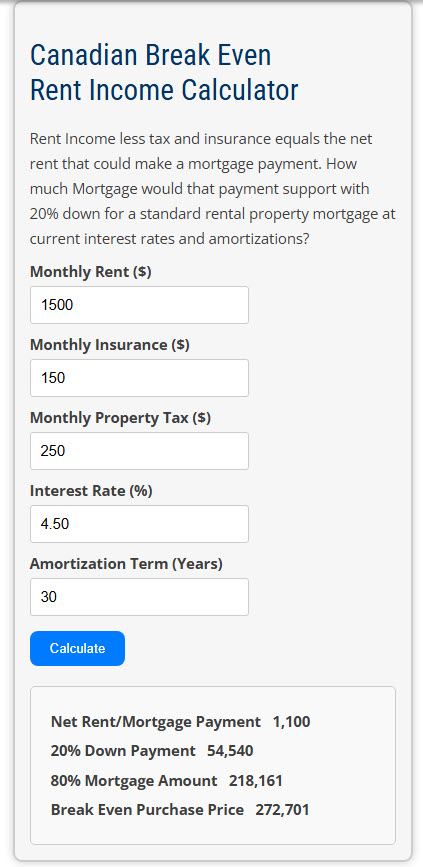 Canadian Break Even
Rent Income Calculator
Rent Income less tax and insurance equals the net
rent that could make a mortgage payment. How
much Mortgage would that payment support with
20% down for a standard rental property mortgage at
current interest rates and amortizations?
Monthly Rent ($)
1500
Monthly Insurance ($)
150
Monthly Property Tax ($)
250
Interest Rate (%)
4.50
Amortization Term (Years)
30
Calculate
Net Rent/Mortgage Payment 1,100
20% Down Payment 54,540
80% Mortgage Amount 218,161
Break Even Purchase Price 272,701